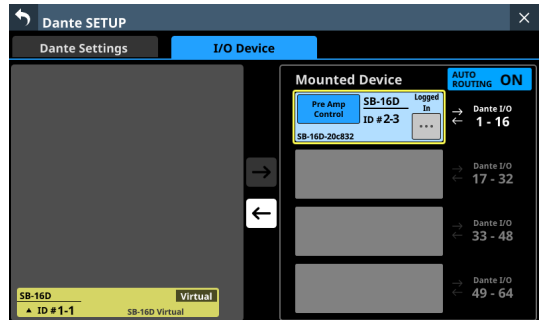 Dante SETUP
Dante Settings
I/O Device
Mounted Device
AUTO ROUTING ON
Pre Amp Control
SB-16D
ID #2-3
Logged In
...
SB-16D-20c832
Dante I/O
1 - 16
Dante I/O
17 - 32
Dante I/O
33 - 48
Dante I/O
49 - 64
SB-16D
Virtual
ID #1-1
SB-16D Virtual